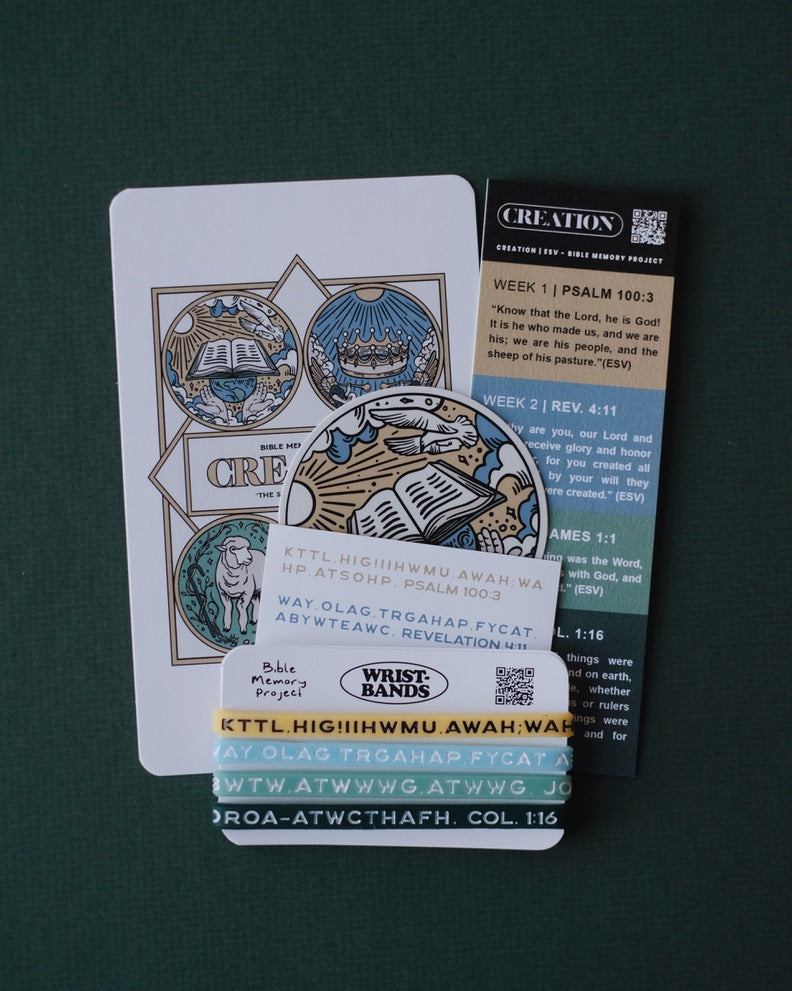 BIBLE
CRE
CREATION
CREATION | ESV - BIBLE MEMORY PROJECT
WEEK 1 | PSALM 100:3
“Know that the Lord, he is God!
It is he who made us, and we are
his; we are his people, and the
sheep of his pasture.”(ESV)
WEEK 2 | REV. 4:11
are you, our Lord and
receive glory and honor
for you created all
by your will they
created.” (ESV)
AMES 1:1
was the Word,
with God, and
(ESV)
1:16
things were
on earth,
whether
or rulers
were
and for
KTTL.HIG!IIHWMU.AWAH;WA
HP.ATSOHP. PSALM 100:3
WAY.OLAG.TRGAHAP.FYCAT.
ABYWTEAWC. REVELATION 4:11
Bible
Memory
Project
WRIST-
BANDS
KTTL.HIG!IIHWMU.AWAH;WAH
WAY.OLAG.TRGAHAP.FYCAT.A
BWTW.ATWWWG.ATWWG. JO
OROA-ATWCTHAFH. COL. 1:16